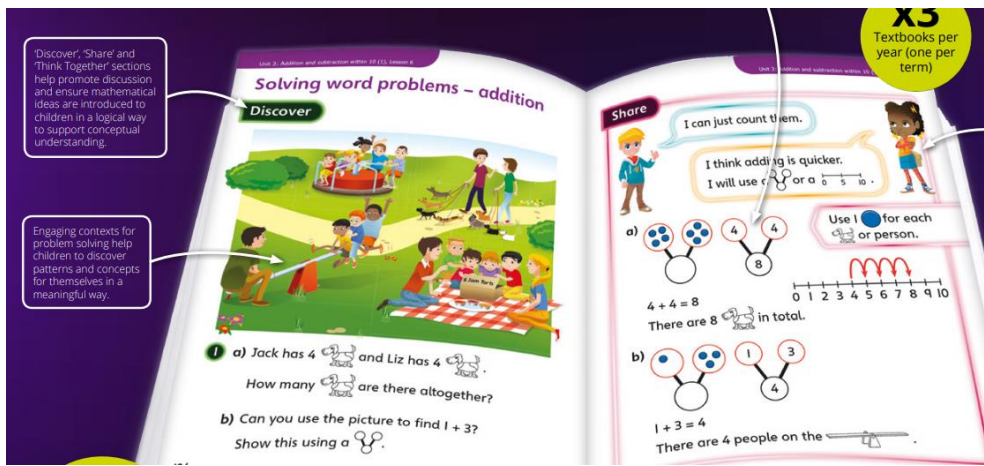 'Discover', 'Share' and
'Think Together' sections
help promote discussion
and ensure mathematical
ideas are introduced to
children in a logical way
to support conceptual
understanding.
Engaging contexts for
problem solving help
children to discover
patterns and concepts
for themselves in a
meaningful way.
Unit 3: Addition and subtraction within 10 (1), Lesson 6
Solving word problems – addition
Discover
6 Jam Tarts
1 a) Jack has 4 and Liz has 4 .
How many are there altogether?
b) Can you use the picture to find 1 + 3?
Show this using a .
x3
Textbooks per
year (one per
term)
Unit 3: Addition and subtraction within 10
Share
I can just count them.
I think adding is quicker.
I will use a or a 0 5 10 .
Use 1 for each
or person.
a)
4 4
8
0 1 2 3 4 5 6 7 8 9 10
4 + 4 = 8
There are 8 in total.
b)
1 3
4
1 + 3 = 4
There are 4 people on the .